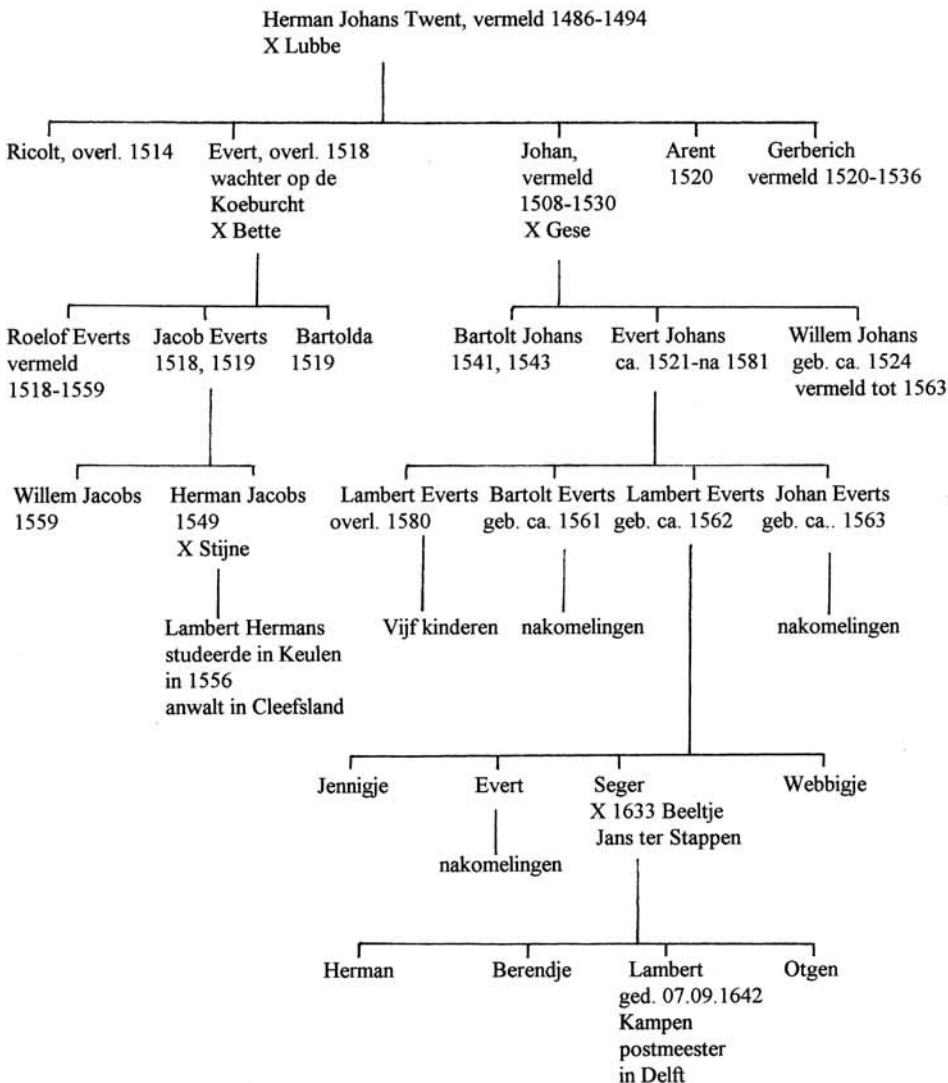 Herman Johans Twent, vermeld 1486-1494
X Lubbe
Ricolt, overl. 1514
Evert, overl. 1518
wachter op de
Koeburcht
X Bette
Johan,
vermeld
1508-1530
X Gese
Arent
1520
Gerberich
vermeld 1520-1536
Roelof Everts
vermeld
1518-1559
Jacob Everts
1518, 1519
Bartolda
1519
Bartolt Johans
1541, 1543
Evert Johans
ca. 1521-na 1581
Willem Johans
geb. ca. 1524
vermeld tot 1563
Willem Jacobs
1559
Herman Jacobs
1549
X Stijne
Lambert Everts
overl. 1580
Bartolt Everts
geb. ca. 1561
Lambert Everts
geb. ca. 1562
Johan Everts
geb. ca.. 1563
Lambert Hermans
studeerde in Keulen
in 1556
anwalt in Cleefsland
Vijf kinderen
nakomelingen
nakomelingen
Jennigje
Evert
Seger
X 1633 Beeltje
Jans ter Stappen
Webbigje
nakomelingen
Herman
Berendje
Lambert
ged. 07.09.1642
Kampen
postmeester
in Delft
Otgen